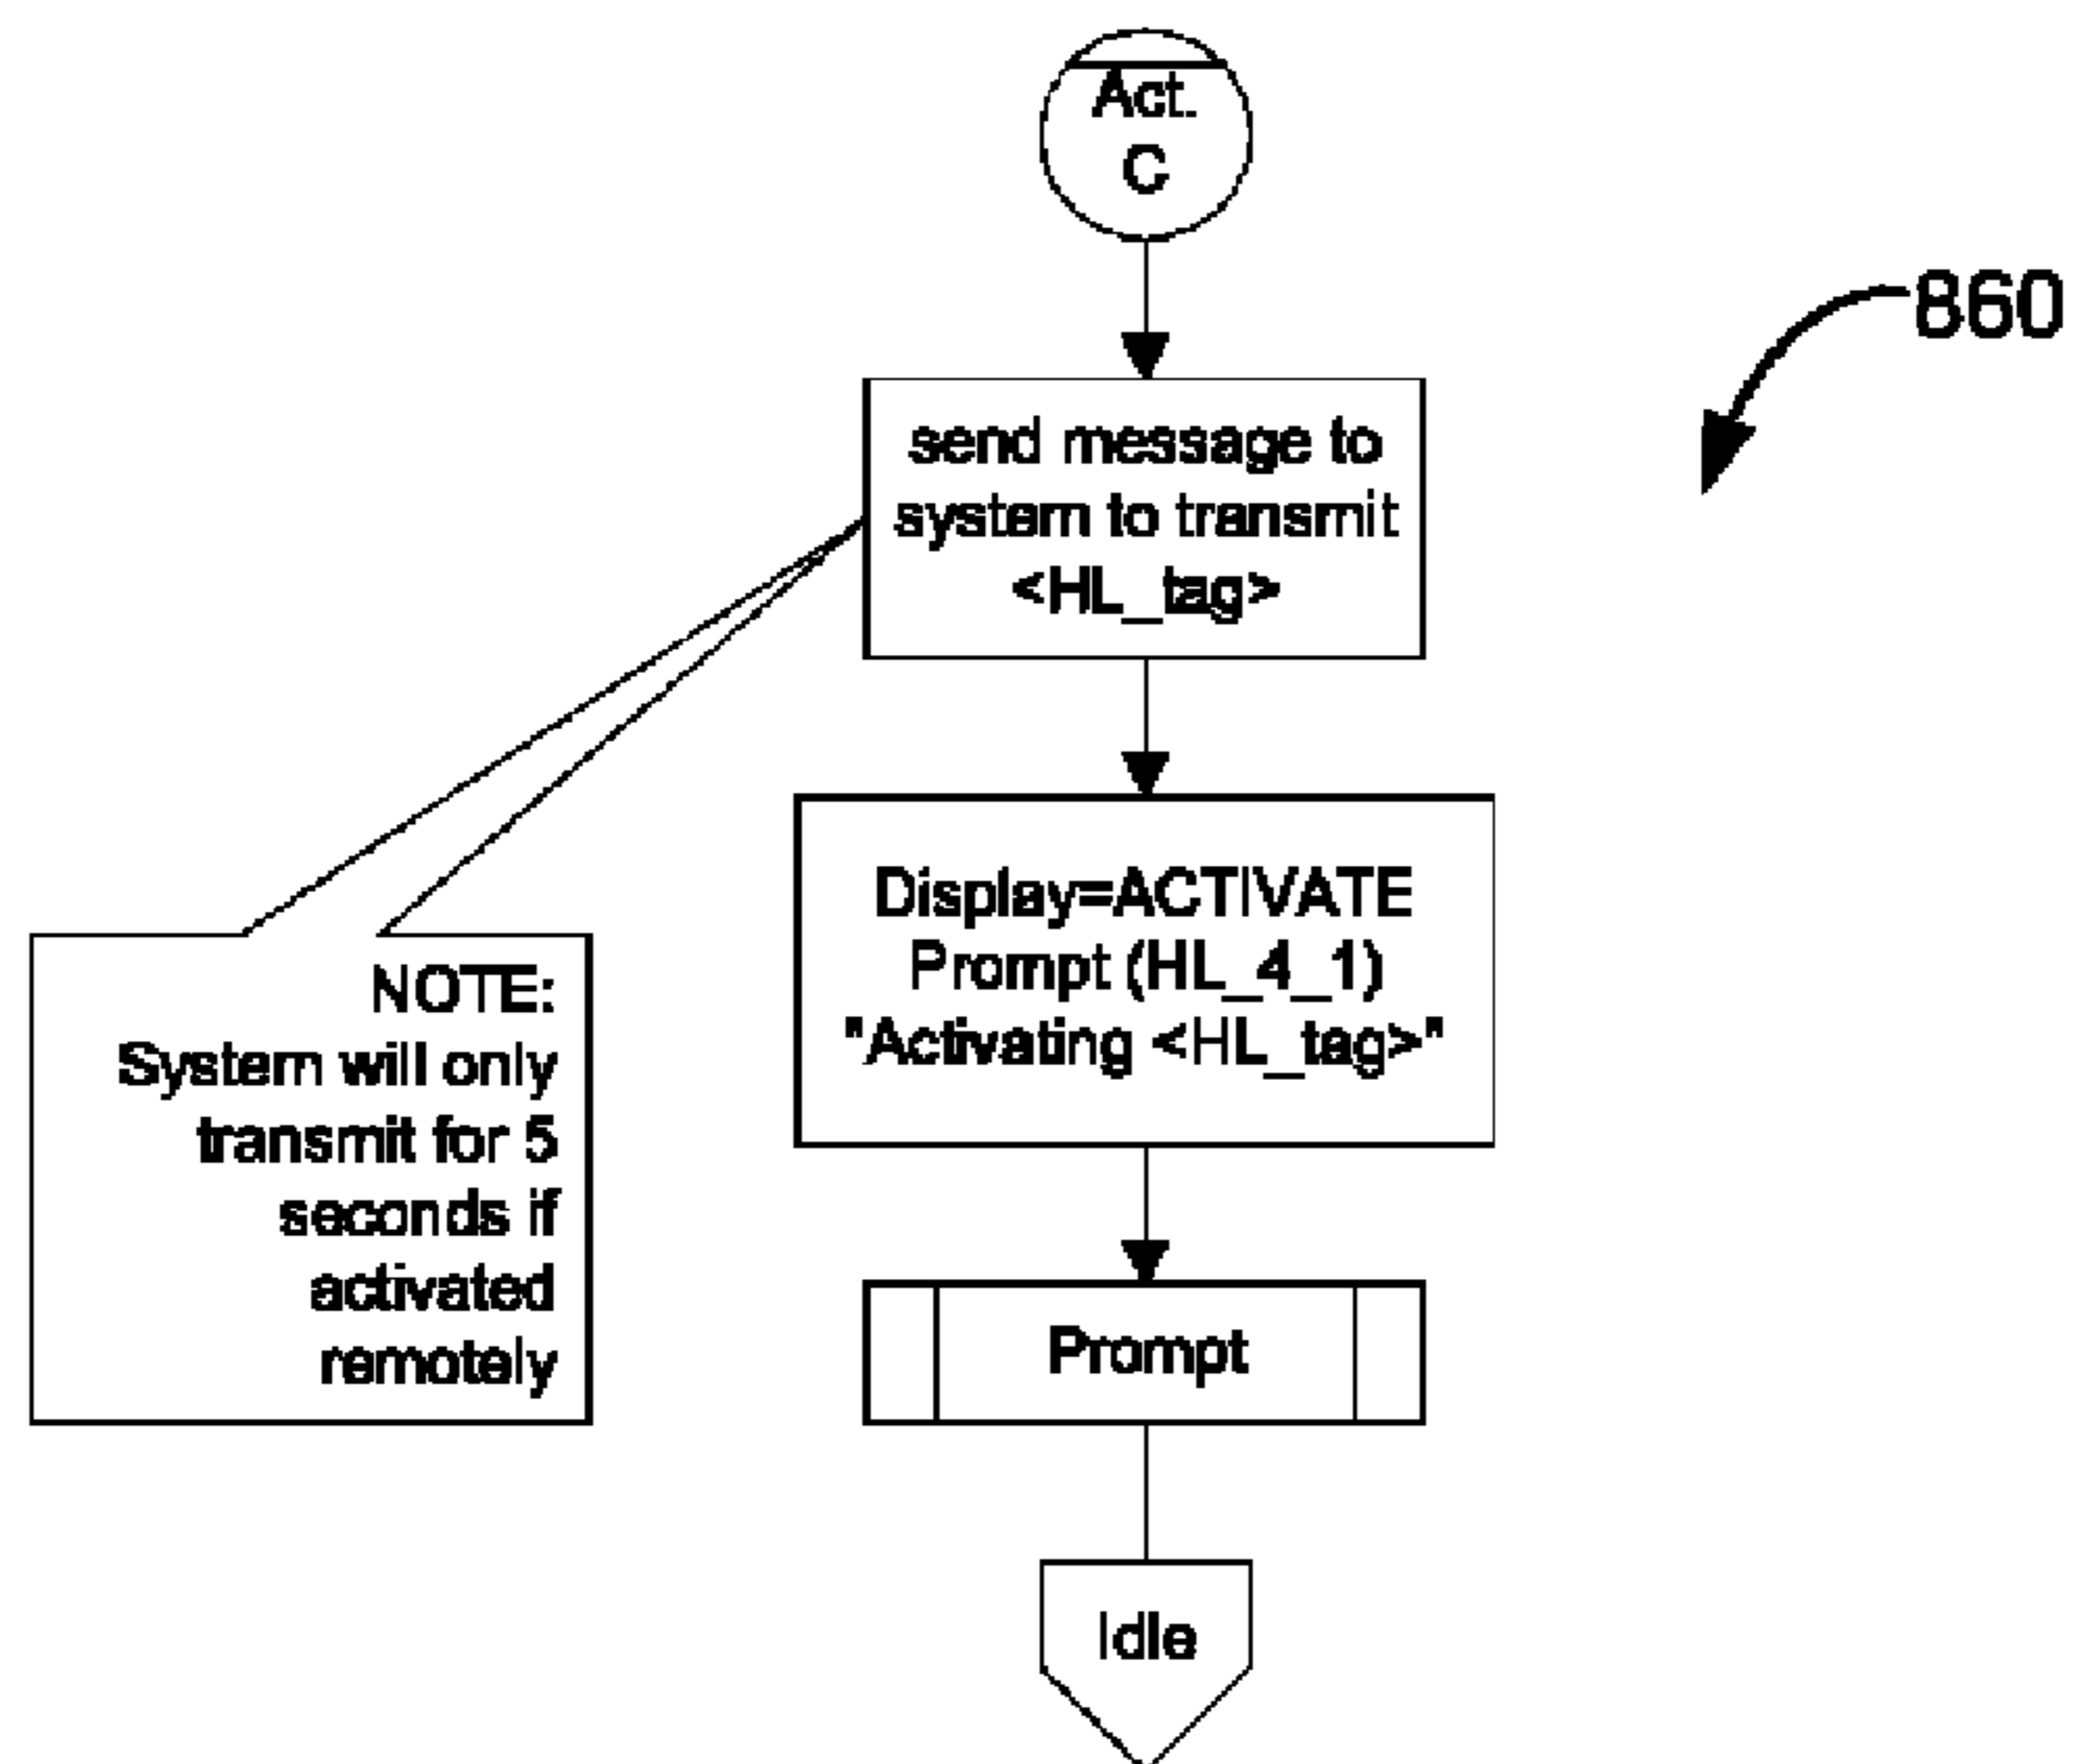 Act.
C
860
send message to
system to transmit
<HL_tag>
Display=ACTIVATE
Prompt (HL_4_1)
"Activating <HL_tag>"
NOTE:
System will only
transmit for 5
seconds if
activated
remotely
Prompt
Idle